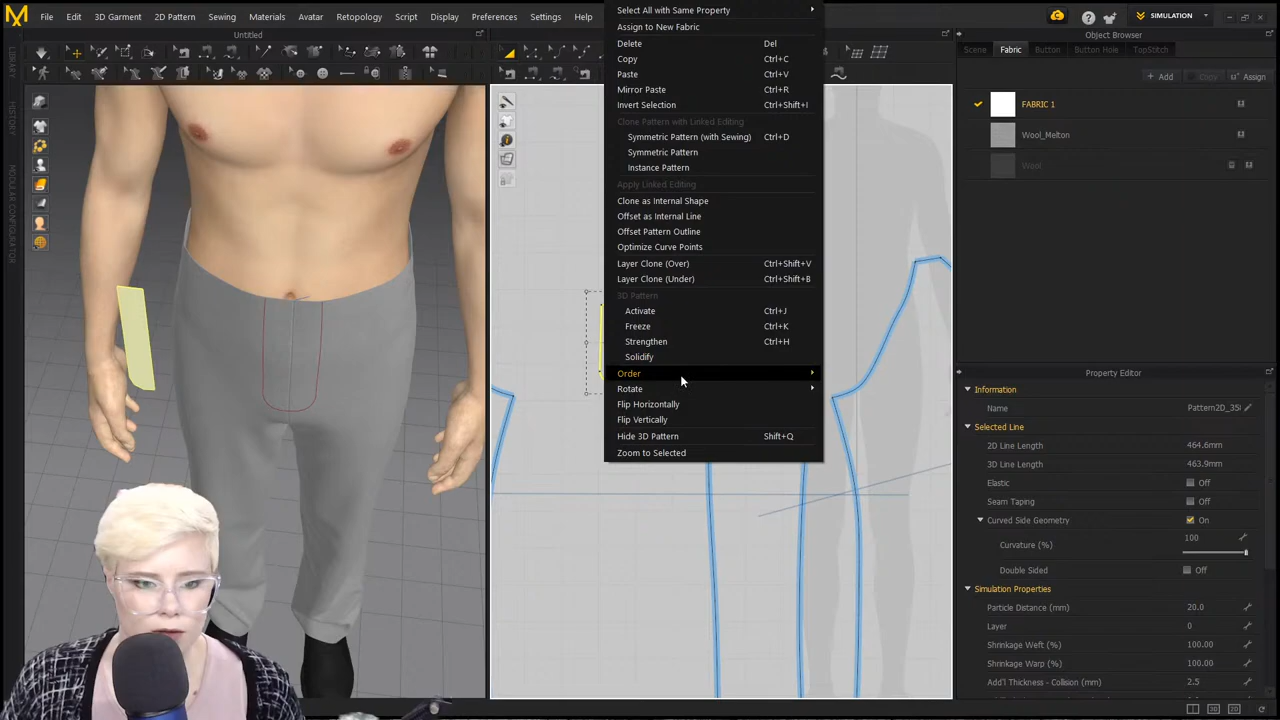 File Edit 3D Garment 2D Pattern Sewing Materials Avatar Retopology Script Display Preferences Settings Help
SIMULATION
Untitled
Object Browser
LIBRARY
HISTORY
MODULAR CONFIGURATOR
Select All with Same Property
Assign to New Fabric
Delete Del
Copy Ctrl+C
Paste Ctrl+V
Mirror Paste Ctrl+R
Invert Selection Ctrl+Shift+I
Clone Pattern with Linked Editing
Symmetric Pattern (with Sewing) Ctrl+D
Symmetric Pattern
Instance Pattern
Apply Linked Editing
Clone as Internal Shape
Offset as Internal Line
Offset Pattern Outline
Optimize Curve Points
Layer Clone (Over) Ctrl+Shift+V
Layer Clone (Under) Ctrl+Shift+B
3D Pattern
Activate Ctrl+J
Freeze Ctrl+K
Strengthen Ctrl+H
Solidify
Order
Rotate
Flip Horizontally
Flip Vertically
Hide 3D Pattern Shift+Q
Zoom to Selected
Scene Fabric Button Button Hole TopStitch
Add Copy Assign
FABRIC 1
Wool_Melton
Wool
Property Editor
Information
Name Pattern2D_35
Selected Line
2D Line Length 464.6mm
3D Line Length 463.9mm
Elastic Off
Seam Taping Off
Curved Side Geometry On
Curvature (%) 100
Double Sided Off
Simulation Properties
Particle Distance (mm) 20.0
Layer 0
Shrinkage Weft (%) 100.00
Shrinkage Warp (%) 100.00
Add'l Thickness - Collision (mm) 2.5
3D 2D